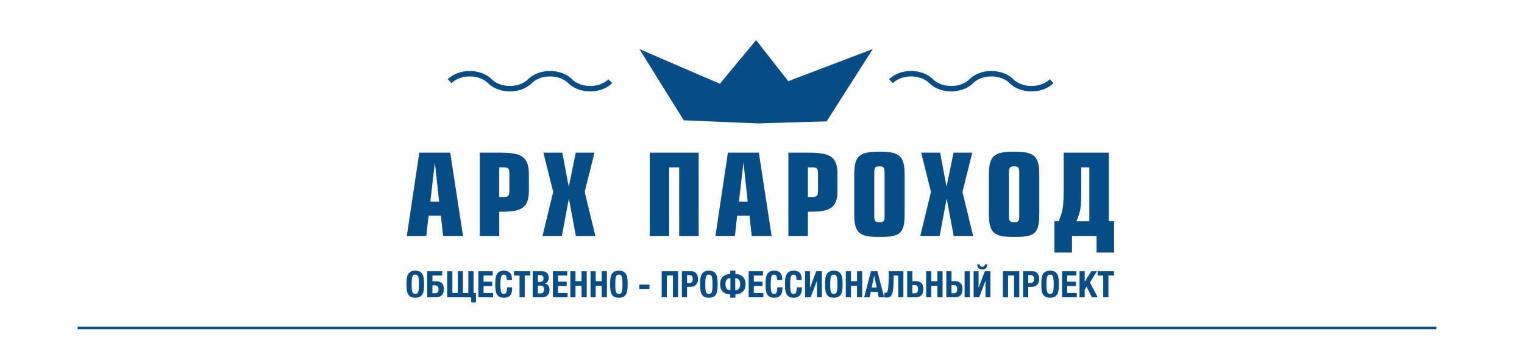 АРХ ПАРОХОД
ОБЩЕСТВЕННО - ПРОФЕССИОНАЛЬНЫЙ ПРОЕКТ